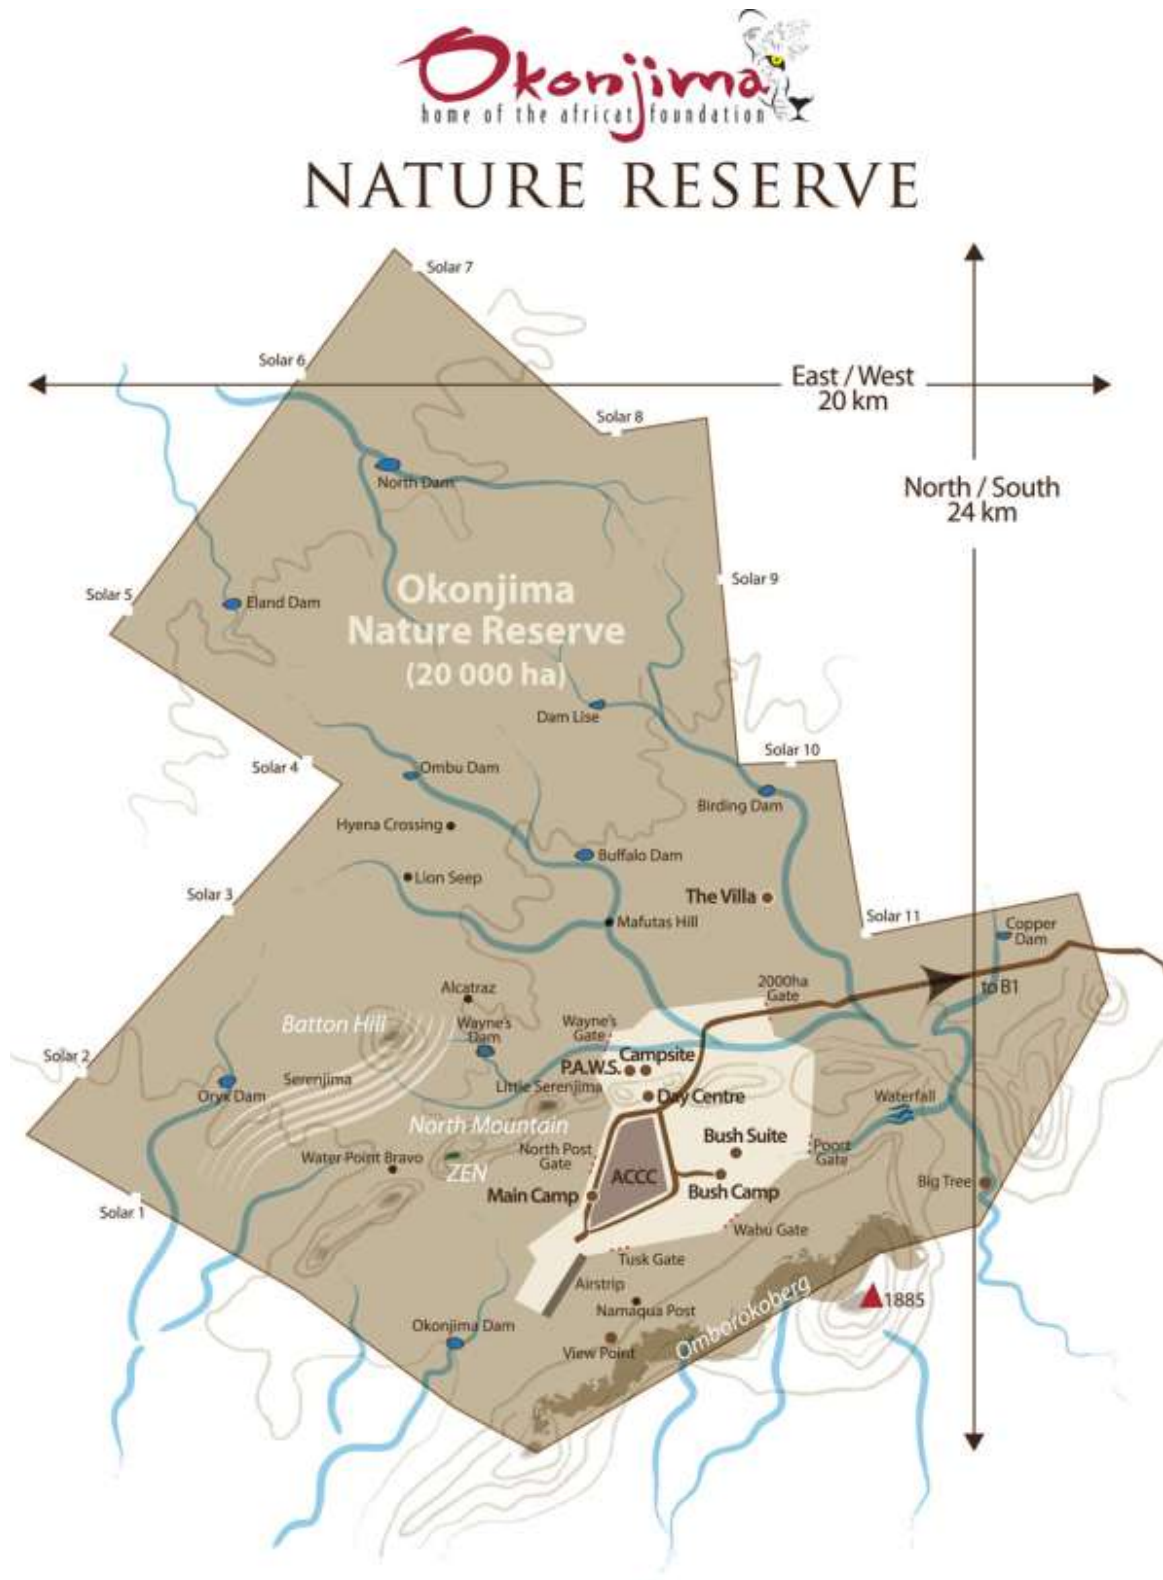 Okonjima
home of the africat foundation
NATURE RESERVE
Solar 7
Solar 6
East / West
20 km
Solar 8
North Dam
North / South
24 km
Solar 9
Solar 5
Eland Dam
Okonjima
Nature Reserve
(20 000 ha)
Dam Lise
Solar 10
Solar 4
Ombu Dam
Birding Dam
Hyena Crossing
Buffalo Dam
Lion Seep
Solar 3
The Villa
Mafutas Hill
Solar 11
Copper
Dam
Alcatraz
2000ha
Gate
to B1
Batton Hill
Wayne's
Dam
Wayne's
Gate
Solar 2
Campsite
P.A.W.S.
Serenjima
Little Serenjima
Oryx Dam
Day Centre
Waterfall
North Mountain
Bush Suite
Poort
Gate
North Post
Gate
Water Point Bravo
ZEN
ACCC
Main Camp
Bush Camp
Big Tree
Solar 1
Wabu Gate
Tusk Gate
Airstrip
Namaqua Post
1885
Okonjima Dam
Omborokoberg
View Point